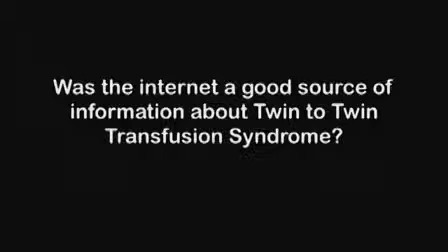 Was the internet a good source of
information about Twin to Twin
Transfusion Syndrome?